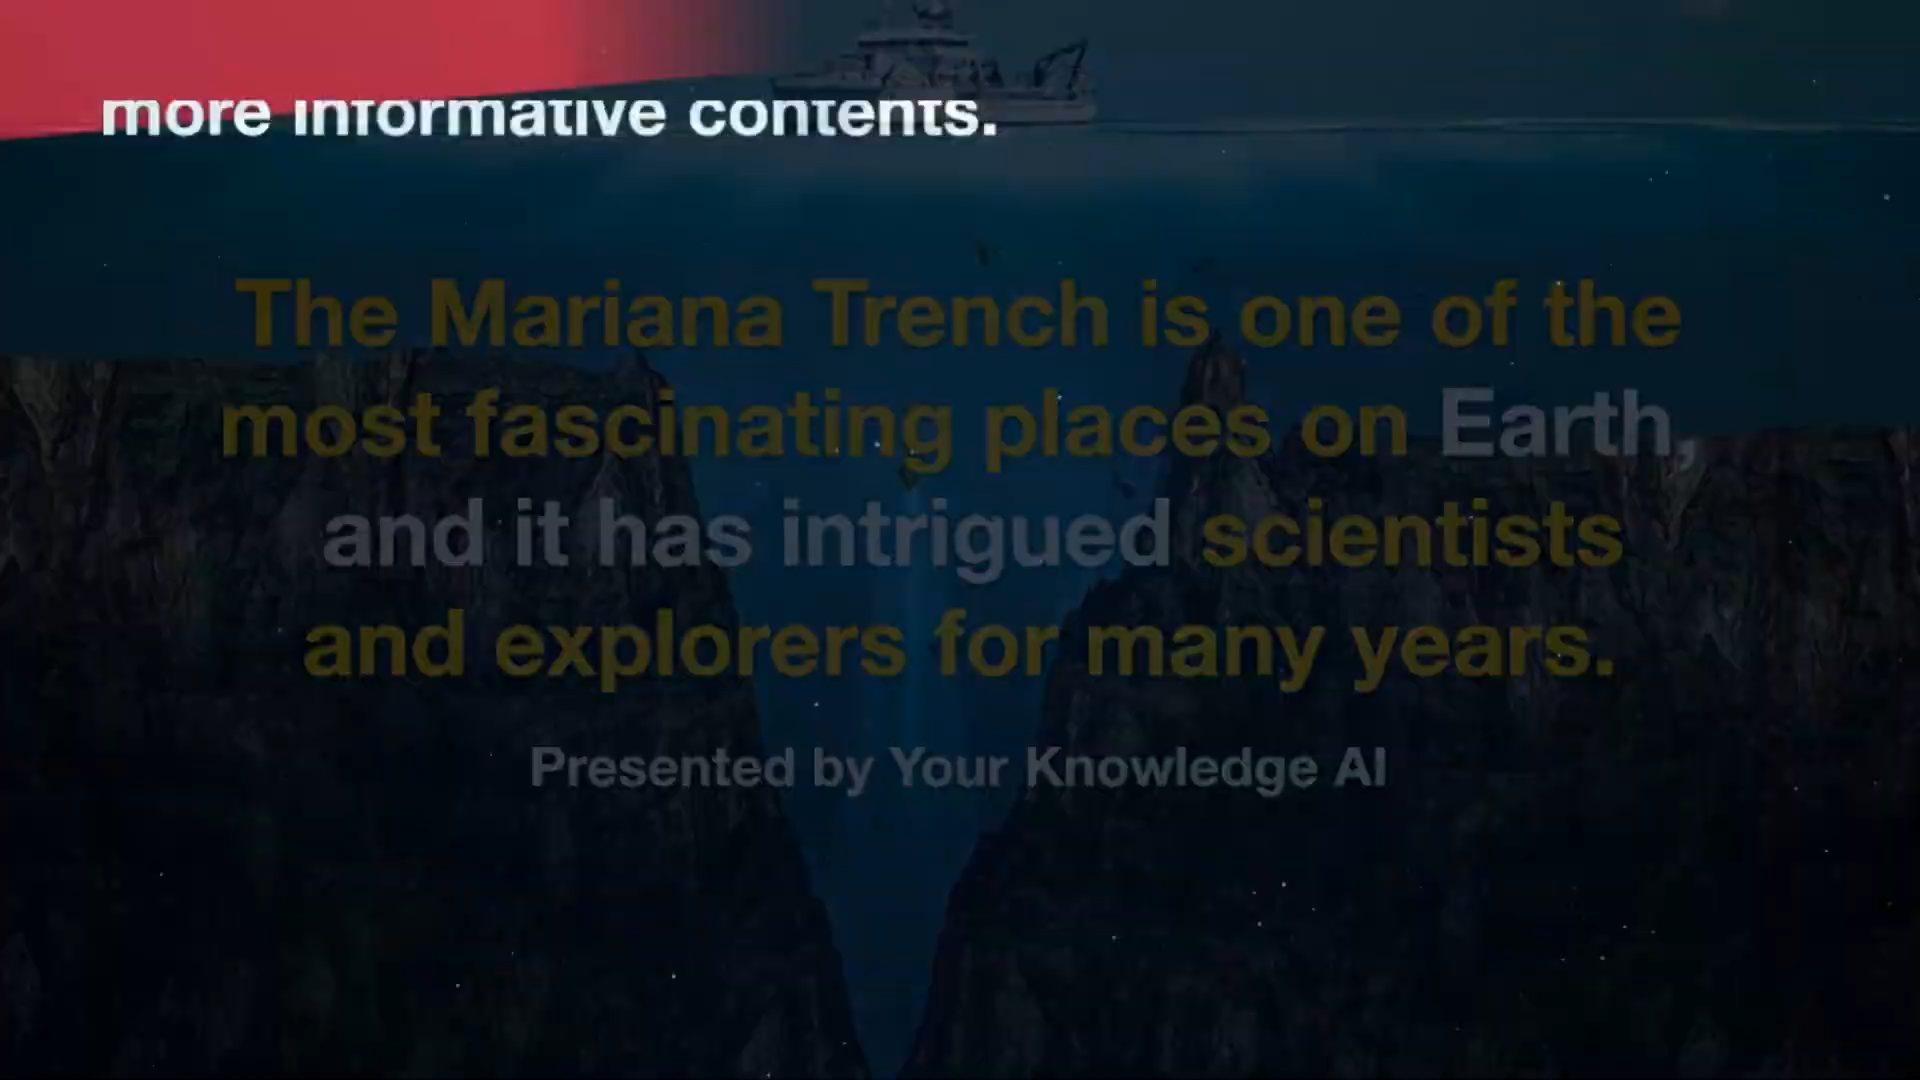 more informative contents.
The Mariana Trench is one of the
most fascinating places on Earth,
and it has intrigued scientists
and explorers for many years.
Presented by Your Knowledge AI